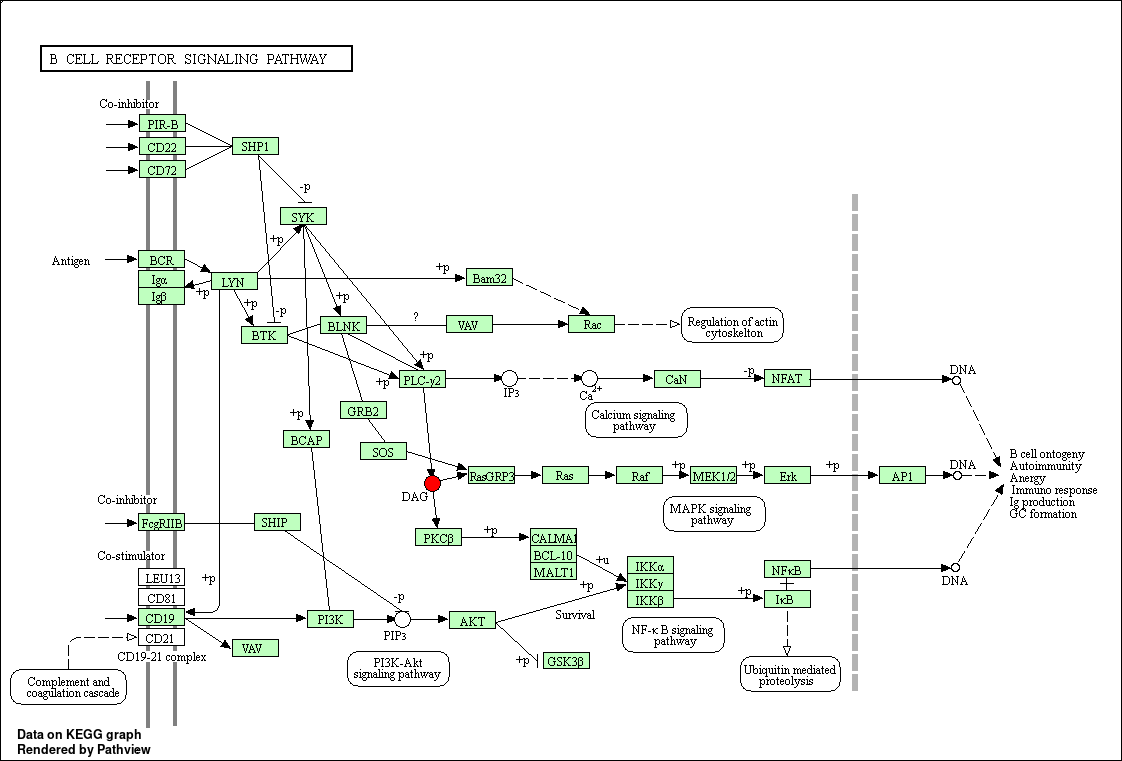 B CELL RECEPTOR SIGNALING PATHWAY
Co-inhibitor
PIR-B
CD22
SHP1
CD72
-p
SYK
+p
Antigen
BCR
LYN
+p
Bam32
Igα
Igβ
+p
+p
-p
+p
BTK
BLNK
?
VAV
Rac
Regulation of actin
cytoskelton
+p
+p
PLC-γ2
IP3
Ca2+
CaN
-p
NFAT
DNA
Calcium signaling
pathway
GRB2
+p
BCAP
SOS
DAG
RasGRP3
Ras
Raf
+p
MEK1/2
+p
Erk
+p
AP1
DNA
B cell ontogeny
Autoimmunity
Anergy
Immuno response
Ig production
GC formation
MAPK signaling
pathway
Co-inhibitor
FcgRIIB
SHIP
PKCβ
+p
CALMA1
BCL-10
MALT1
+u
+p
IKKα
IKKγ
IKKβ
+p
NFκB
IκB
DNA
Co-stimulator
LEU13
+p
CD81
CD19
CD21
CD19-21 complex
VAV
PI3K
-p
PIP3
AKT
Survival
+p
GSK3β
NF-κ B signaling
pathway
PI3K-Akt
signaling pathway
Ubiquitin mediated
proteolysis
Complement and
coagulation cascade
Data on KEGG graph
Rendered by Pathview